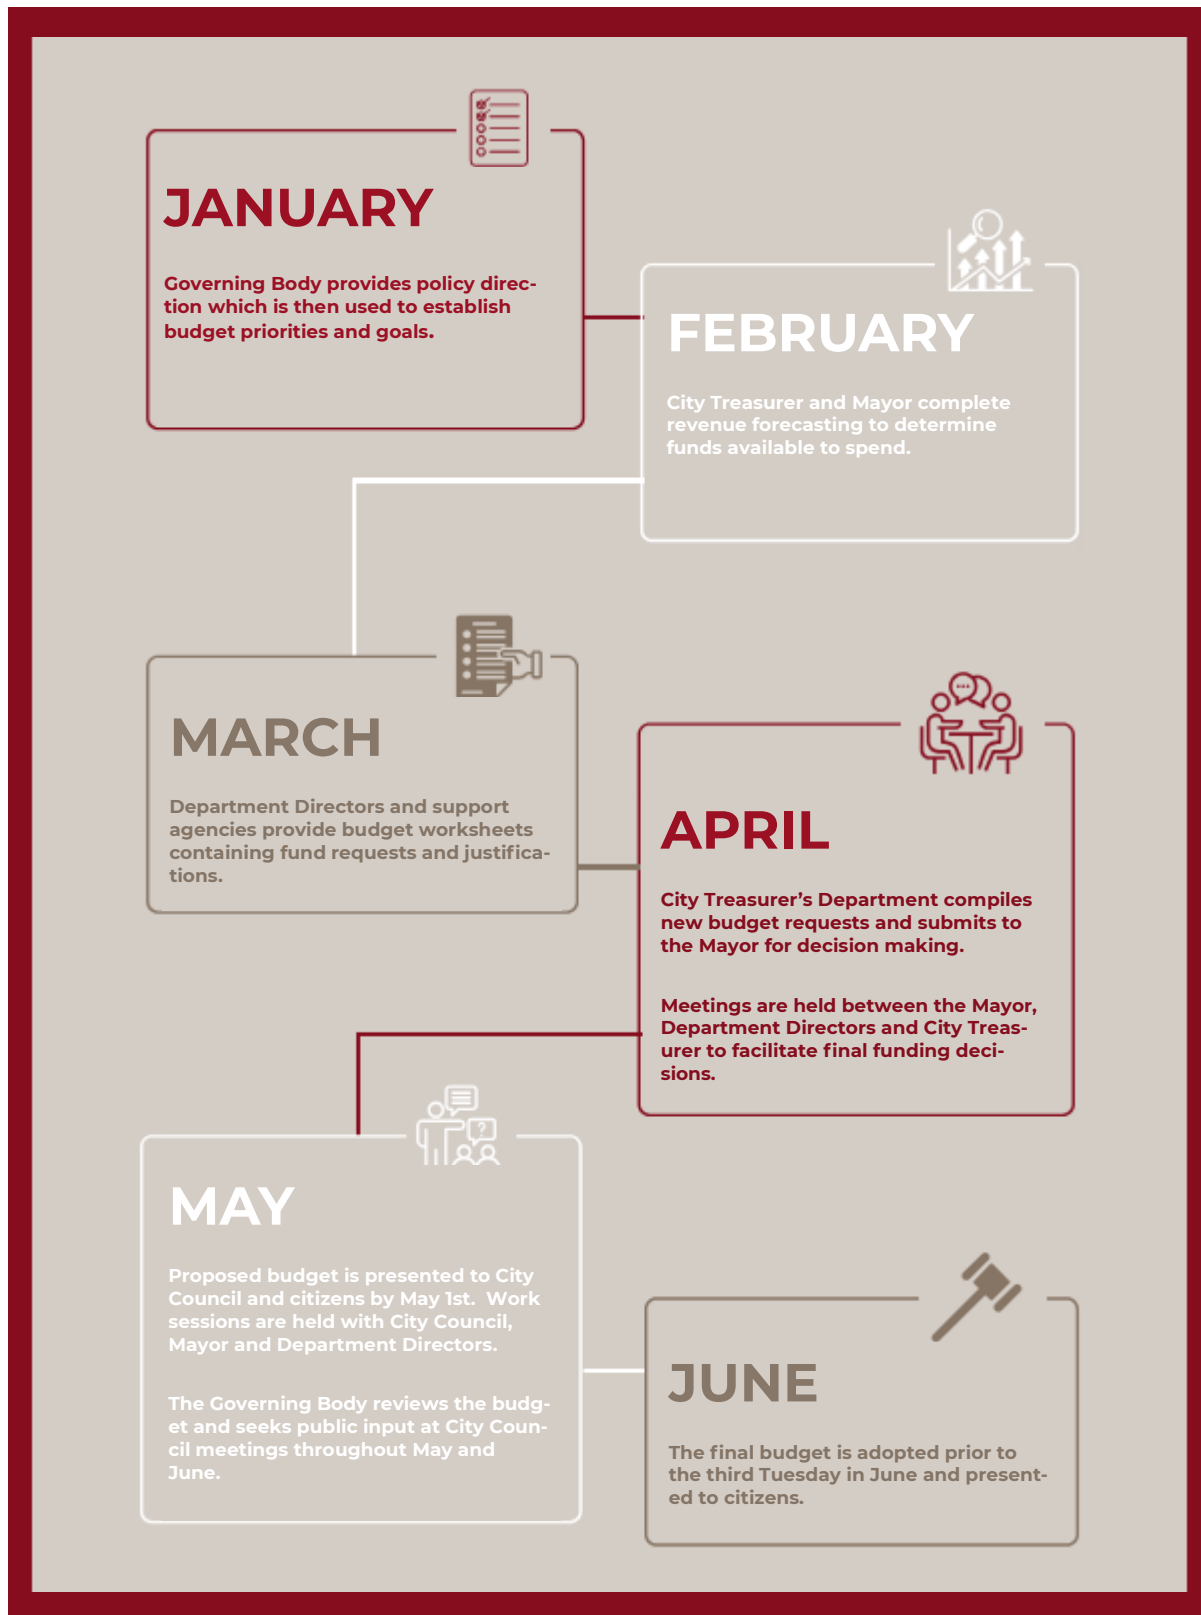 JANUARY
Governing Body provides policy direc-
tion which is then used to establish
budget priorities and goals.
FEBRUARY
City Treasurer and Mayor complete
revenue forecasting to determine
funds available to spend.
MARCH
Department Directors and support
agencies provide budget worksheets
containing fund requests and justifica-
tions.
APRIL
City Treasurer’s Department compiles
new budget requests and submits to
the Mayor for decision making.
Meetings are held between the Mayor,
Department Directors and City Treas-
urer to facilitate final funding deci-
sions.
MAY
Proposed budget is presented to City
Council and citizens by May 1st.  Work
sessions are held with City Council,
Mayor and Department Directors.
The Governing Body reviews the budg-
et and seeks public input at City Coun-
cil meetings throughout May and
June.
JUNE
The final budget is adopted prior to
the third Tuesday in June and present-
ed to citizens.